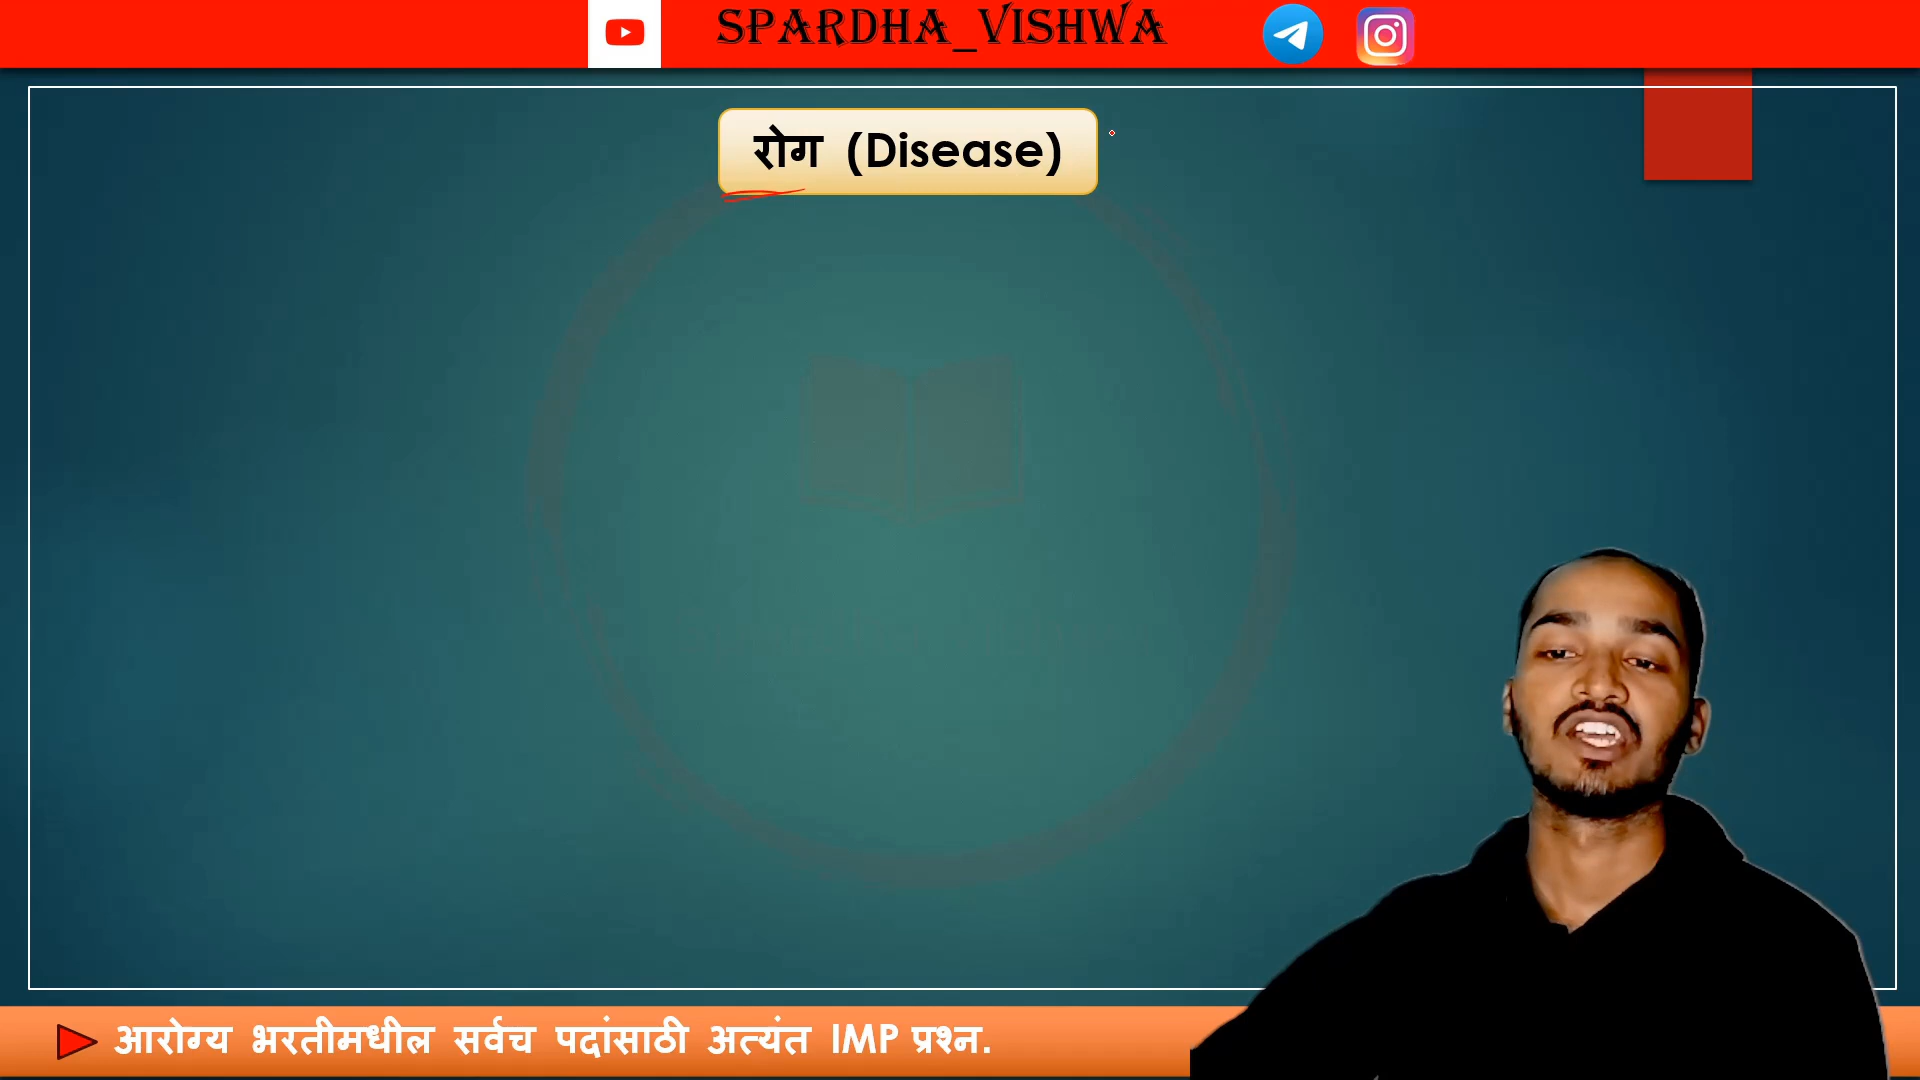 SPARDHA_VISHWA
रोग (Disease)
आरोग्य भरतीमधील सर्वच पदांसाठी अत्यंत IMP प्रश्न.